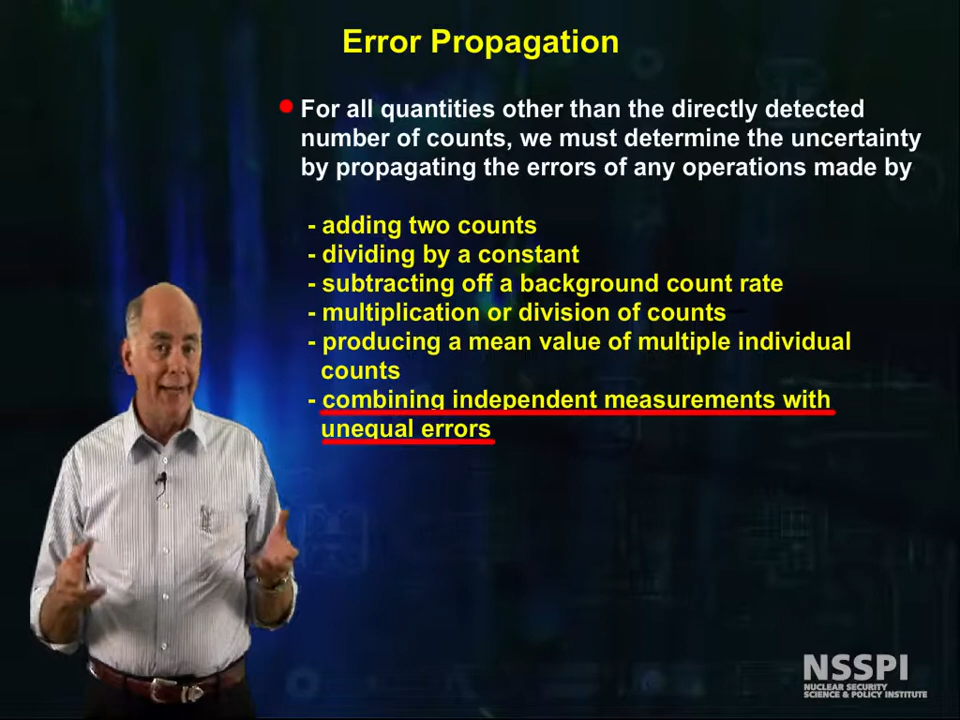 Error Propagation
For all quantities other than the directly detected
number of counts, we must determine the uncertainty
by propagating the errors of any operations made by
- adding two counts
- dividing by a constant
- subtracting off a background count rate
- multiplication or division of counts
- producing a mean value of multiple individual
counts
- combining independent measurements with
unequal errors
NSSPI
NUCLEAR SECURITY
SCIENCE & POLICY INSTITUTE